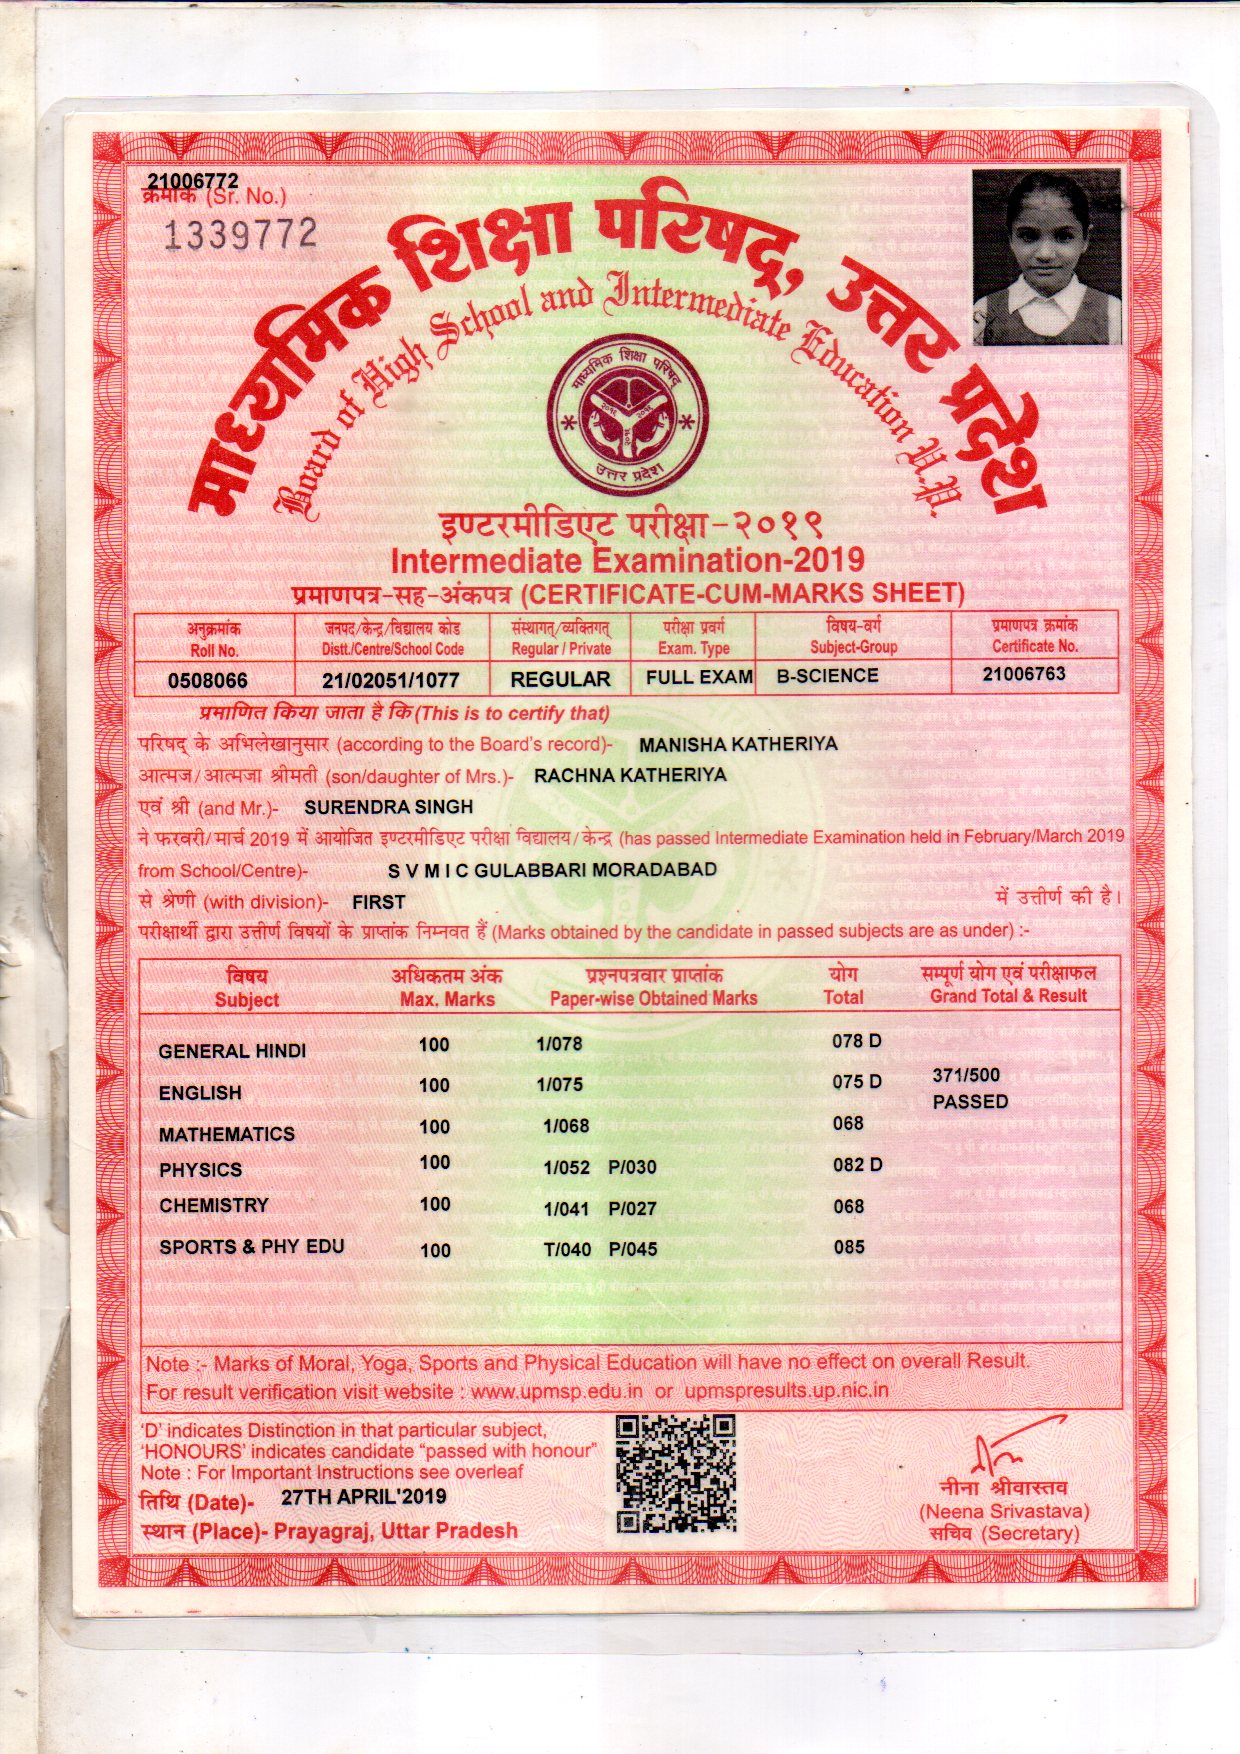 21006772
क्रमांक (Sr. No.)
1339772
माध्यमिक शिक्षा परिषद्, उत्तर प्रदेश
Board of High School and Intermediate Education U.P.
माध्यमिक शिक्षा परिषद्
उत्तर प्रदेश
इण्टरमीडिएट परीक्षा-२०१९
Intermediate Examination-2019
प्रमाणपत्र-सह-अंकपत्र (CERTIFICATE-CUM-MARKS SHEET)
अनुक्रमांक जनपद/केन्द्र/विद्यालय कोड संस्थागत्/व्यक्तिगत् परीक्षा प्रवर्ग विषय-वर्ग प्रमाणपत्र क्रमांक
Roll No. Distt./Centre/School Code Regular / Private Exam. Type Subject-Group Certificate No.
0508066 21/02051/1077 REGULAR FULL EXAM B-SCIENCE 21006763
प्रमाणित किया जाता है कि (This is to certify that)
परिषद् के अभिलेखानुसार (according to the Board's record)- MANISHA KATHERIYA
आत्मज/आत्मजा श्रीमती (son/daughter of Mrs.)- RACHNA KATHERIYA
एवं श्री (and Mr.)- SURENDRA SINGH
ने फरवरी/मार्च 2019 में आयोजित इण्टरमीडिएट परीक्षा विद्यालय/केन्द्र (has passed Intermediate Examination held in February/March 2019
from School/Centre)- S V M I C GULABBARI MORADABAD
से श्रेणी (with division)- FIRST में उत्तीर्ण की है।
परीक्षार्थी द्वारा उत्तीर्ण विषयों के प्राप्तांक निम्नवत हैं (Marks obtained by the candidate in passed subjects are as under) :-
विषय अधिकतम अंक प्रश्नपत्रवार प्राप्तांक योग सम्पूर्ण योग एवं परीक्षाफल
Subject Max. Marks Paper-wise Obtained Marks Total Grand Total & Result
GENERAL HINDI 100 1/078 078 D
ENGLISH 100 1/075 075 D 371/500
PASSED
MATHEMATICS 100 1/068 068
PHYSICS 100 1/052 P/030 082 D
CHEMISTRY 100 1/041 P/027 068
SPORTS & PHY EDU 100 T/040 P/045 085
Note :- Marks of Moral, Yoga, Sports and Physical Education will have no effect on overall Result.
For result verification visit website : www.upmsp.edu.in or upmspresults.up.nic.in
'D' indicates Distinction in that particular subject,
'HONOURS' indicates candidate "passed with honour"
Note : For Important Instructions see overleaf
तिथि (Date)- 27TH APRIL'2019
स्थान (Place)- Prayagraj, Uttar Pradesh
नीना श्रीवास्तव
(Neena Srivastava)
सचिव (Secretary)